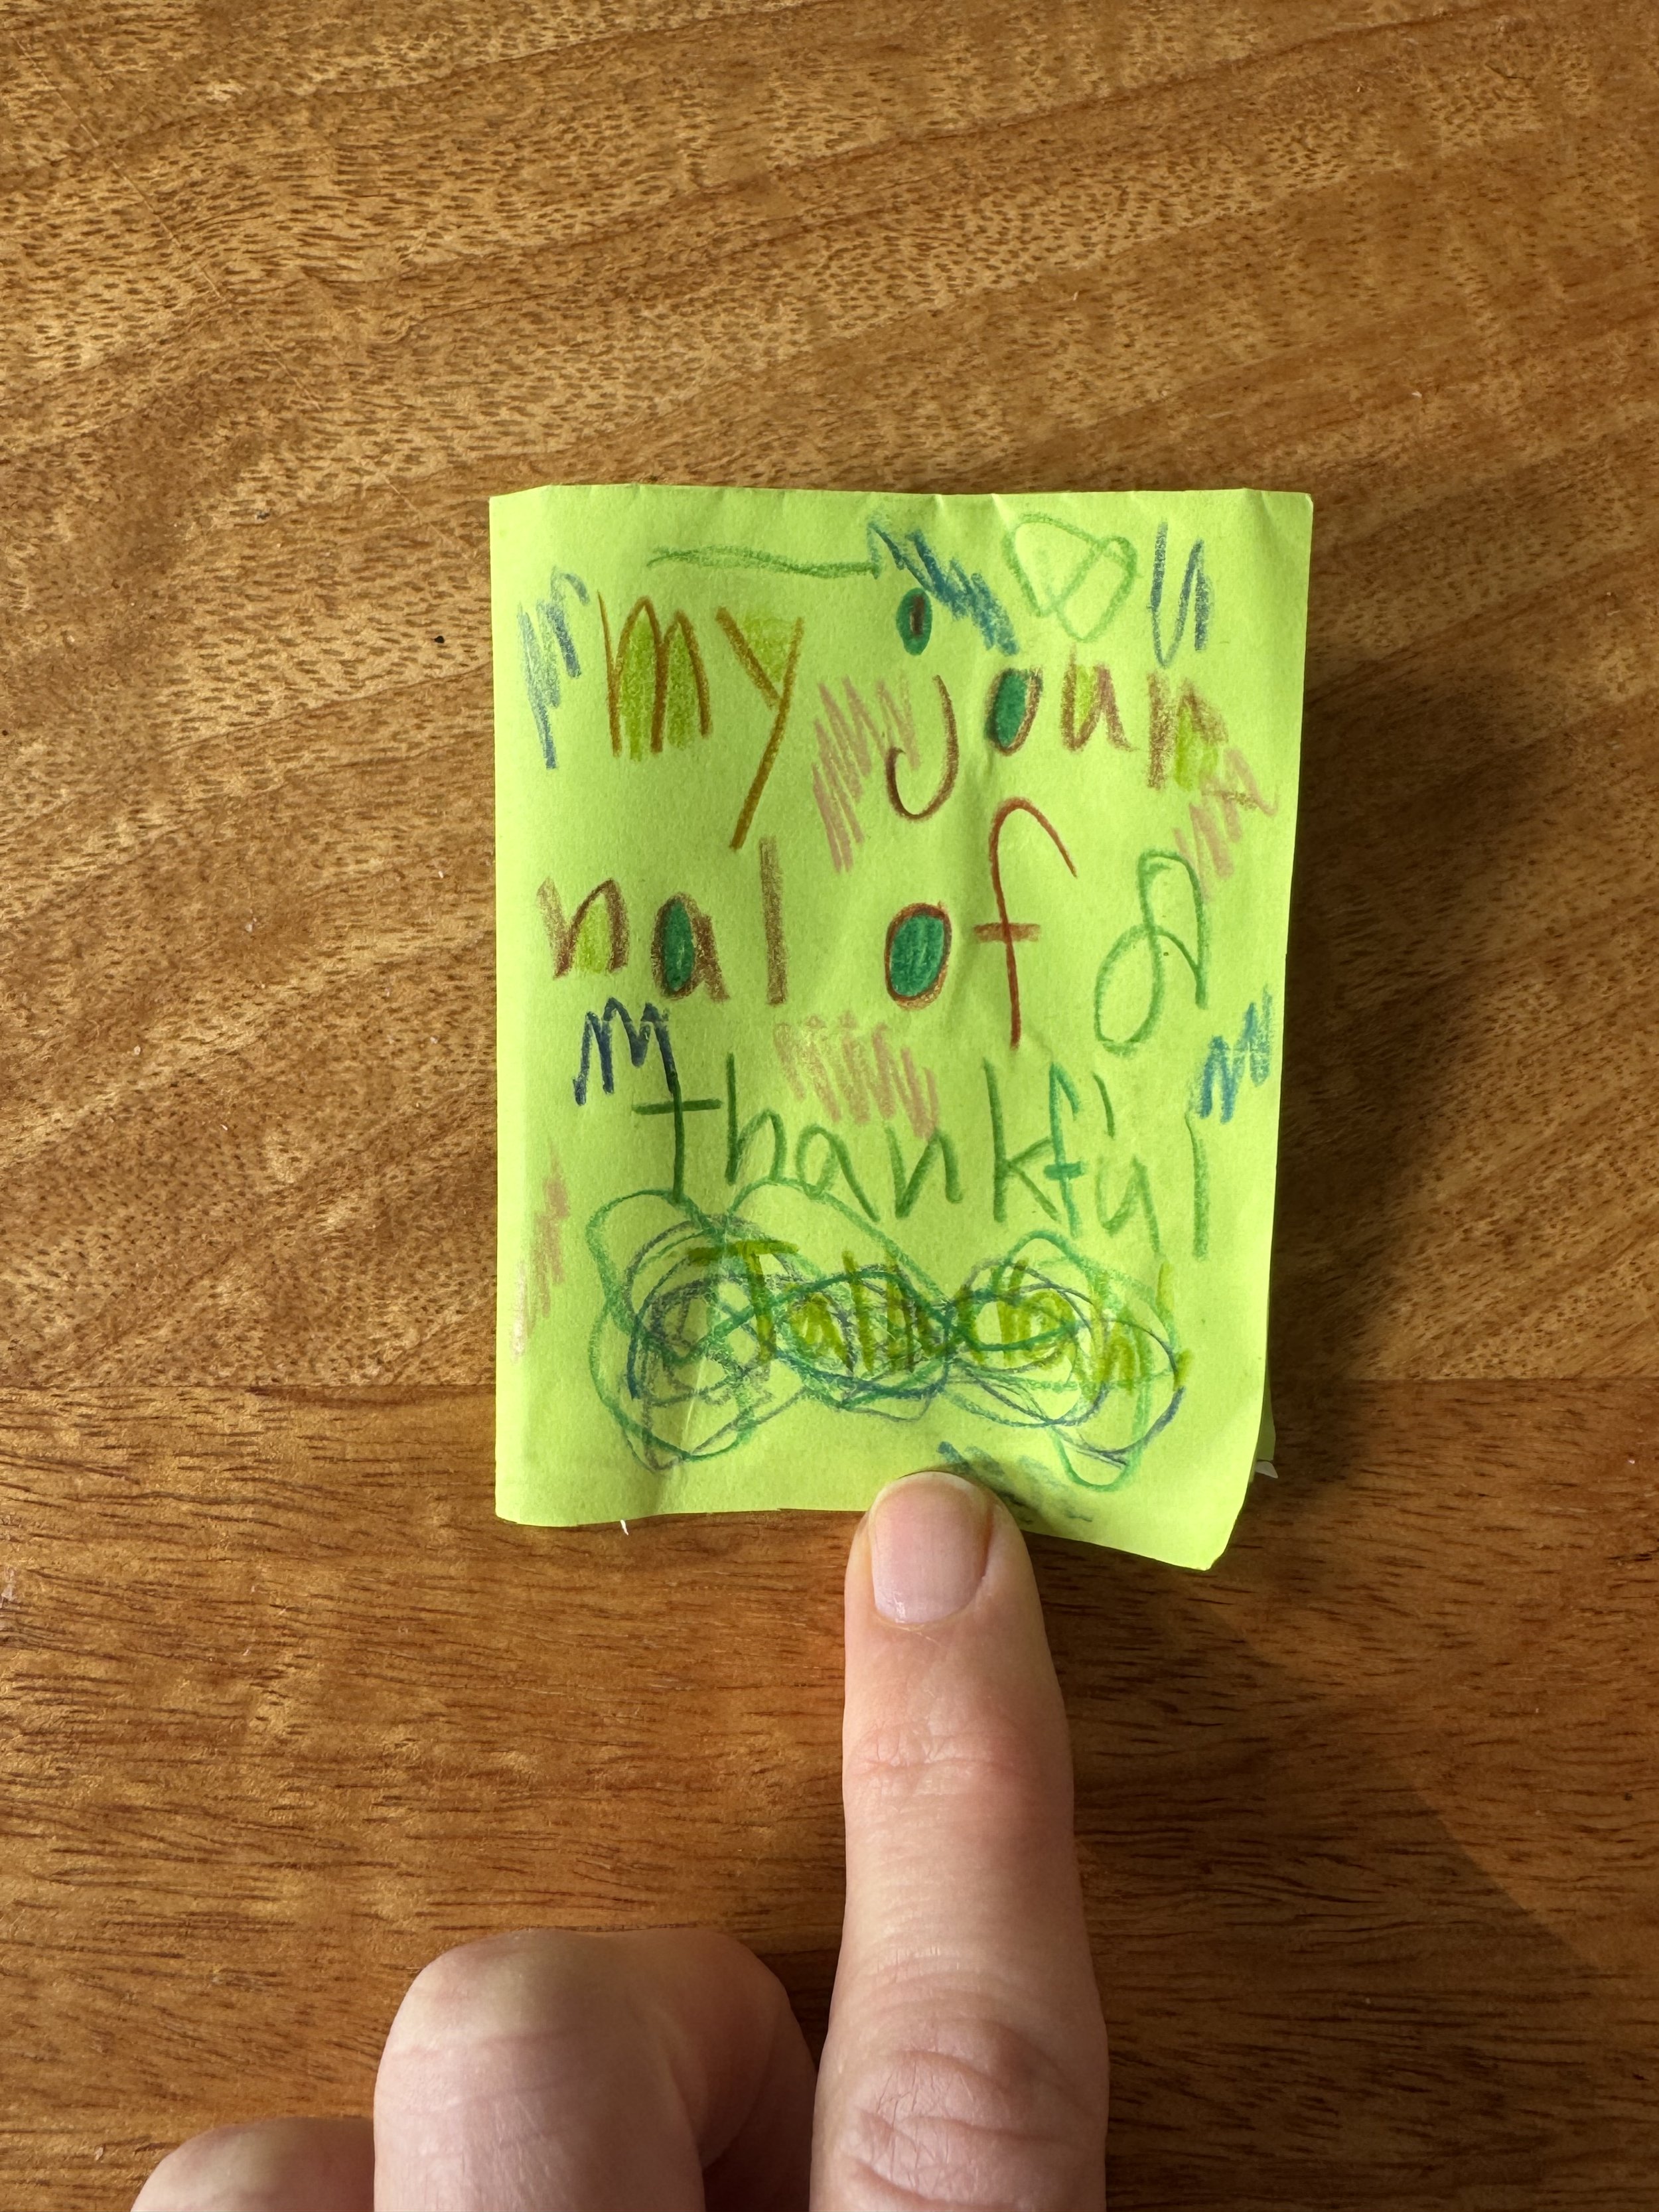 my jour
nal of a
thankful